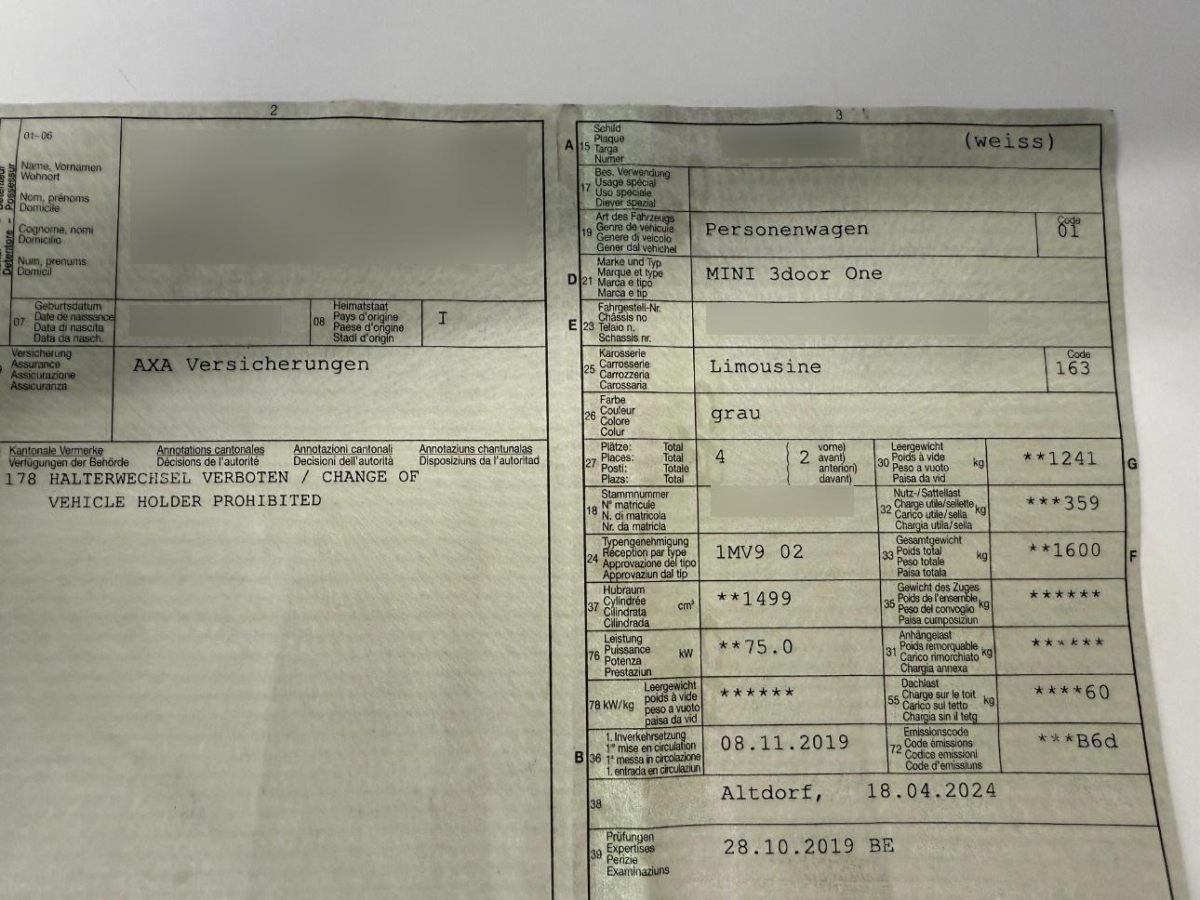 2
01-06
Name, Vornamen
Wohnort
Nom, prénoms
Domicile
Cognome, nomi
Domicilio
Num, prenums
Domicil
Detentore - Possessur
07
Geburtsdatum
Date de naissance
Data di nascita
Data da nasch.
08
Heimatstaat
Pays d'origine
Paese d'origine
Stadi d'origin
I
Versicherung
Assurance
Assicurazione
Assicuranza
AXA Versicherungen
Kantonale Vermerke Annotations cantonales Annotazioni cantonali Annotaziuns chantunalas
Verfügungen der Behörde Décisions de l'autorité Decisioni dell'autorità Disposiziuns da l'autoritad
178 HALTERWECHSEL VERBOTEN / CHANGE OF
VEHICLE HOLDER PROHIBITED
3
A 15
Schild
Plaque
Targa
Numer
(weiss)
17
Bes. Verwendung
Usage spécial
Uso speciale
Diever spezial
19
Art des Fahrzeugs
Genre de véhicule
Genere di veicolo
Gener dal vehichel
Personenwagen
Code
01
D 21
Marke und Typ
Marque et type
Marca e tipo
Marca e tip
MINI 3door One
E 23
Fahrgestell-Nr.
Châssis no
Telaio n.
Schassis nr.
25
Karosserie
Carrosserie
Carrozzeria
Carossaria
Limousine
Code
163
26
Farbe
Couleur
Colore
Colur
grau
27
Plätze: Total
Places: Total
Posti: Totale
Plazs: Total
4
( 2 vorne)
avant)
anteriori)
davant)
30
Leergewicht
Poids à vide
Peso a vuoto
Paisa da vid
kg
**1241
G
18
Stammnummer
N° matricule
N. di matricola
Nr. da matricla
32
Nutz-/Sattellast
Charge utile/sellette
Carico utile/sella
Chargia utila/sella
kg
***359
24
Typengenehmigung
Réception par type
Approvazione del tipo
Approvaziun dal tip
1MV9 02
33
Gesamtgewicht
Poids total
Peso totale
Paisa totala
kg
**1600
F
37
Hubraum
Cylindrée
Cilindrata
Cilindrada
cm³
**1499
35
Gewicht des Zuges
Poids de l'ensemble
Peso del convoglio
Paisa cumposiziun
kg
******
76
Leistung
Puissance
Potenza
Prestaziun
kW
**75.0
31
Anhängelast
Poids remorquable
Carico rimorchiato
Chargia annexa
kg
******
78 kW/kg
Leergewicht
poids à vide
peso a vuoto
paisa da vid
******
55
Dachlast
Charge sur le toit
Carico sul tetto
Chargia sin il tetg
kg
****60
B 36
1. Inverkehrsetzung
1re mise en circulation
1a messa in circolazione
1. entrada en circulaziun
08.11.2019
72
Emissionscode
Code émissions
Codice emissioni
Code d'emissiuns
***B6d
38
Altdorf, 18.04.2024
39
Prüfungen
Expertises
Perizie
Examinaziuns
28.10.2019 BE